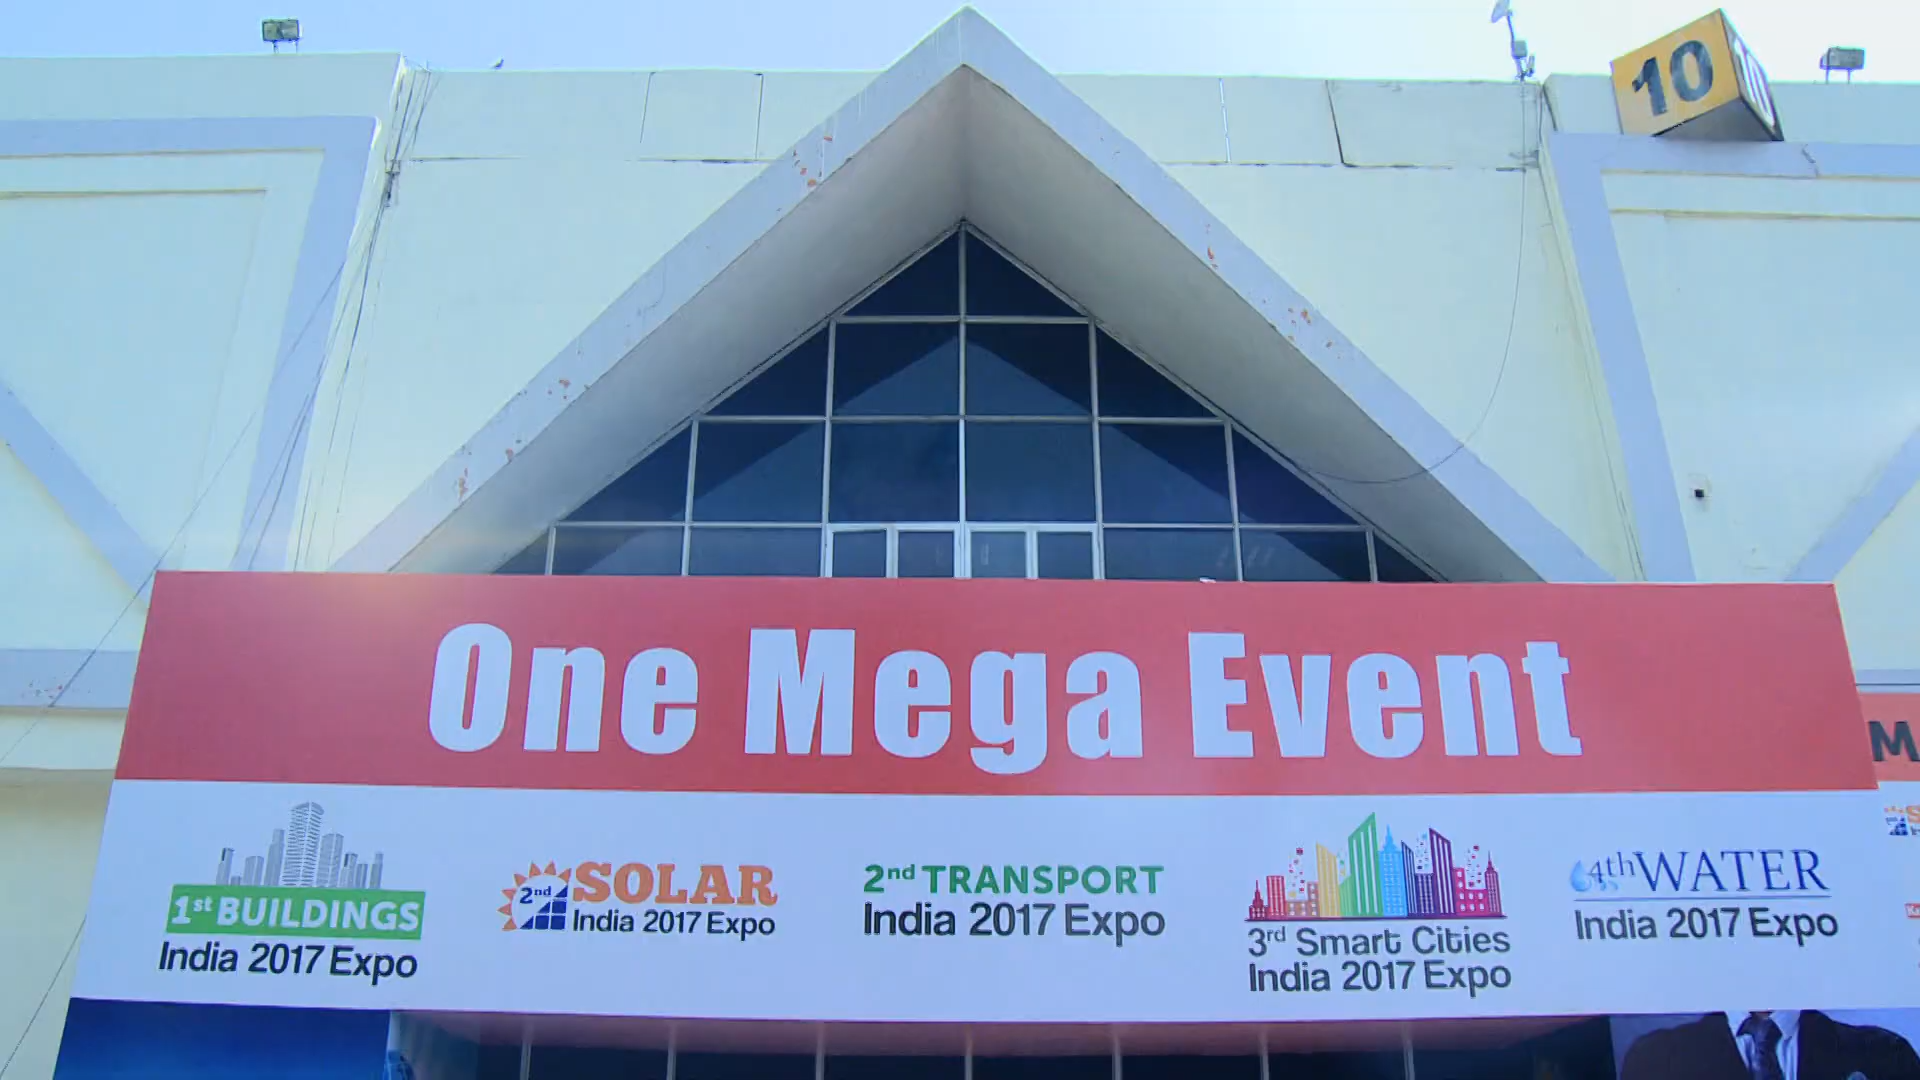 10
One Mega Event
1st BUILDINGS
India 2017 Expo
2nd SOLAR
India 2017 Expo
2nd TRANSPORT
India 2017 Expo
3rd Smart Cities
India 2017 Expo
4th WATER
India 2017 Expo